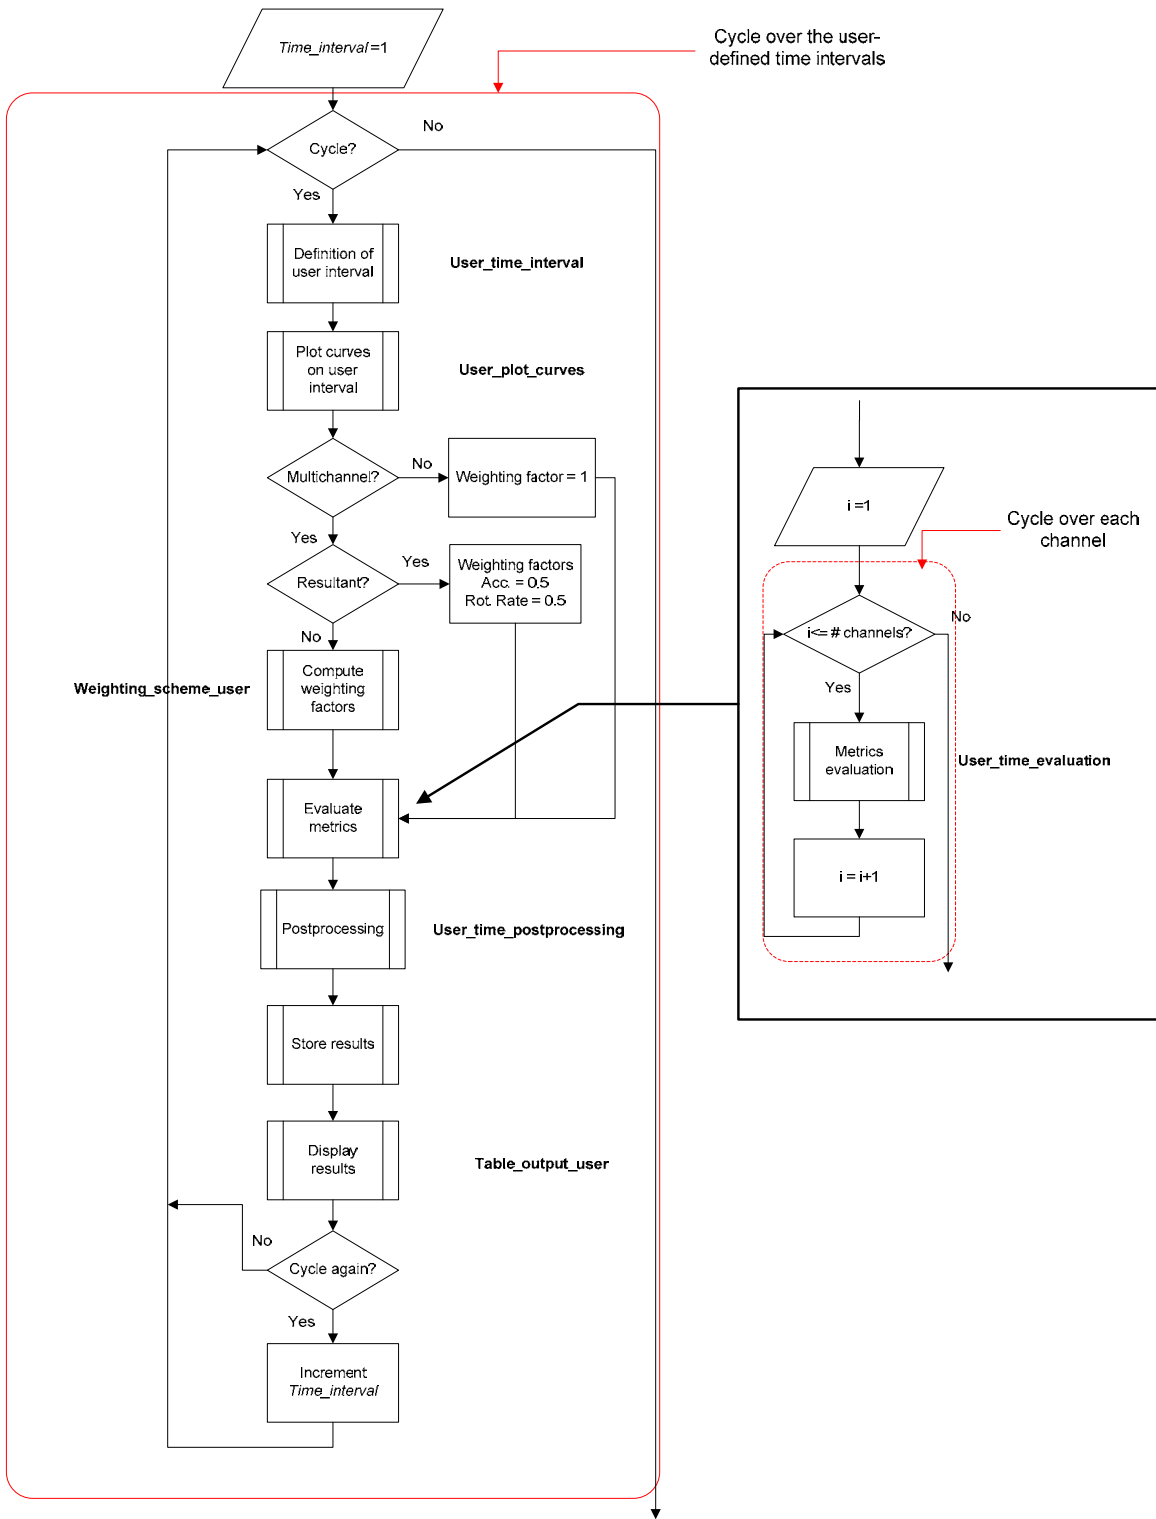 Time_interval =1
Cycle over the user-
defined time intervals
No
Cycle?
Yes
Definition of
user interval
User_time_interval
Plot curves
on user
interval
User_plot_curves
Multichannel?
No
Weighting factor = 1
Yes
Resultant?
Yes
Weighting factors
Acc. = 0.5
Rot. Rate = 0.5
No
Compute
weighting
factors
Weighting_scheme_user
Evaluate
metrics
Postprocessing
User_time_postprocessing
Store results
Display
results
Table_output_user
No
Cycle again?
Yes
Increment
Time_interval
i =1
Cycle over each
channel
No
i<= # channels?
Yes
Metrics
evaluation
User_time_evaluation
i = i+1